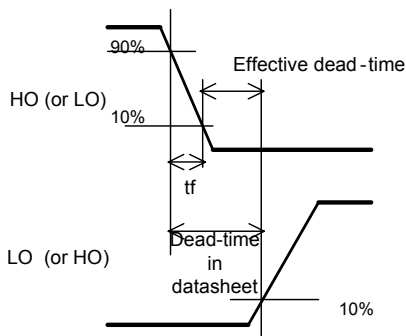 90%
Effective dead-time
HO (or LO)
10%
tf
Dead-time
in
datasheet
LO (or HO)
10%